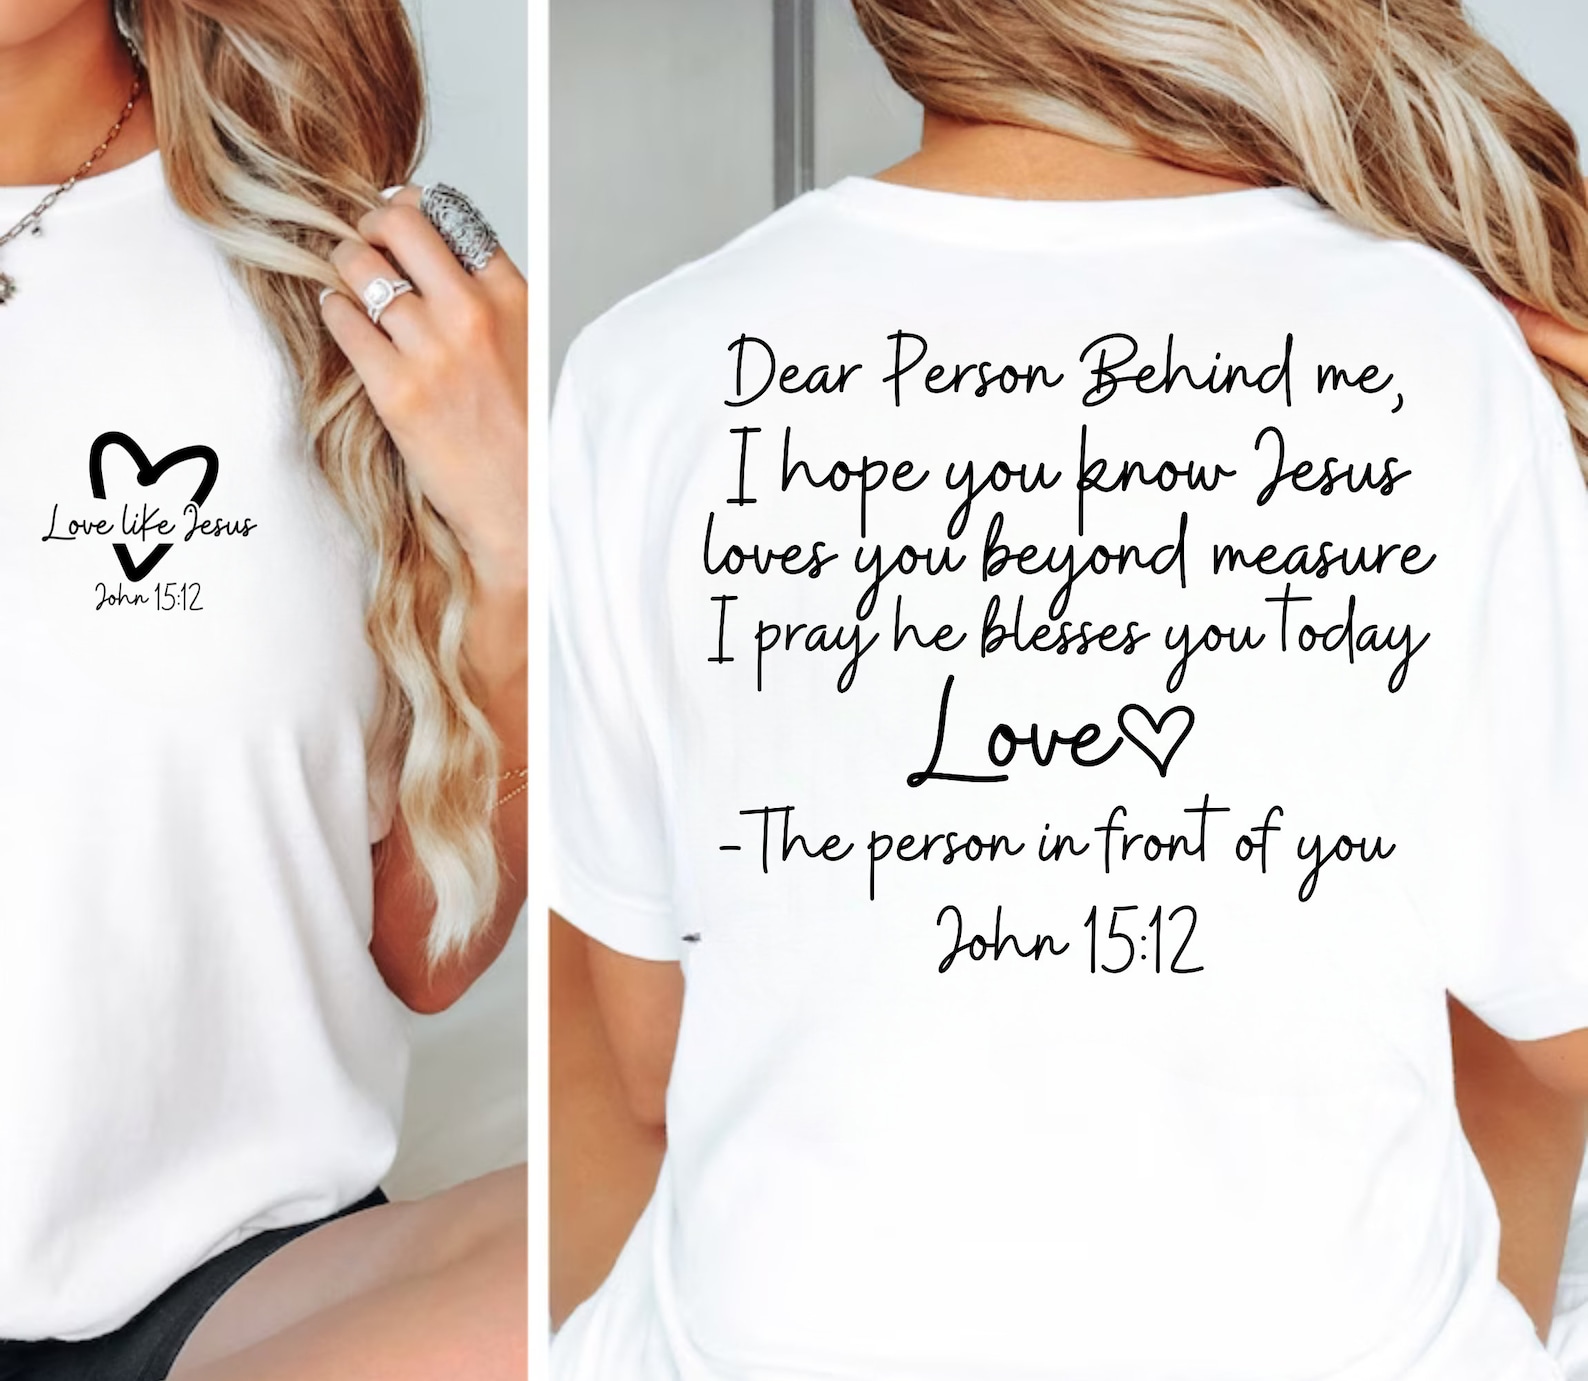 Love like Jesus
John 15:12
Dear Person Behind me,
I hope you know Jesus
loves you beyond measure
I pray he blesses you Today
Love
-The person in front of you
John 15:12